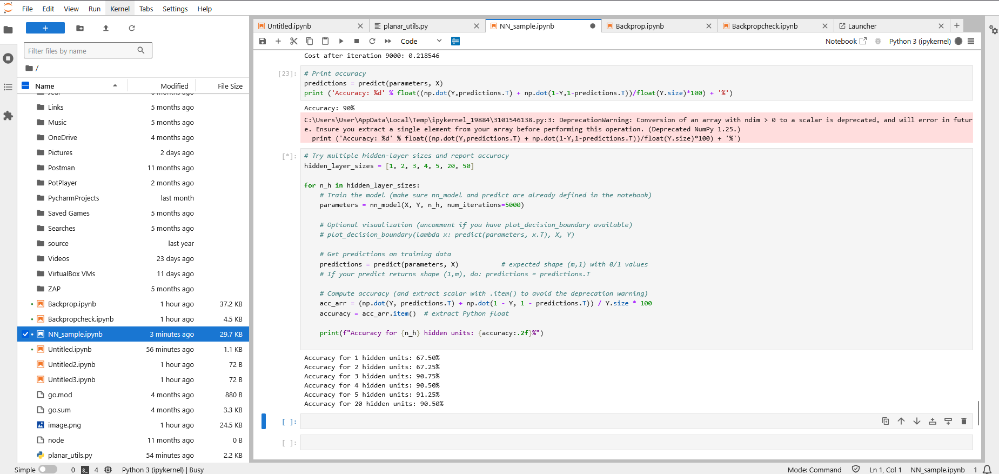 File Edit View Run Kernel Tabs Settings Help
Filter files by name
/
Name Modified File Size
Links 5 months ago
Music 5 months ago
OneDrive 4 months ago
Pictures 2 days ago
Postman 11 months ago
PotPlayer 2 months ago
PycharmProjects last month
Saved Games 5 months ago
Searches 5 months ago
source last year
Videos 23 days ago
VirtualBox VMs 11 days ago
ZAP 5 months ago
Backprop.ipynb 1 hour ago 37.2 KB
Backpropcheck.ipynb 1 hour ago 4.5 KB
NN_sample.ipynb 3 minutes ago 29.7 KB
Untitled.ipynb 56 minutes ago 1.1 KB
Untitled2.ipynb 1 hour ago 72 B
Untitled3.ipynb 1 hour ago 72 B
go.mod 4 months ago 880 B
go.sum 4 months ago 3.3 KB
image.png 1 hour ago 24.5 KB
node 11 months ago 0 B
planar_utils.py 54 minutes ago 2.2 KB
Untitled.ipynb planar_utils.py NN_sample.ipynb Backprop.ipynb Backpropcheck.ipynb Launcher
Code Notebook Python 3 (ipykernel)
Cost after iteration 9000: 0.218546
[23]: # Print accuracy
predictions = predict(parameters, X)
print ('Accuracy: %d' % float((np.dot(Y,predictions.T) + np.dot(1-Y,1-predictions.T))/float(Y.size)*100) + '%')
Accuracy: 90%
C:\Users\User\AppData\Local\Temp\ipykernel_19884\3101546138.py:3: DeprecationWarning: Conversion of an array with ndim > 0 to a scalar is deprecated, and will error in futur
e. Ensure you extract a single element from your array before performing this operation. (Deprecated NumPy 1.25.)
print ('Accuracy: %d' % float((np.dot(Y,predictions.T) + np.dot(1-Y,1-predictions.T))/float(Y.size)*100) + '%')
[*]: # Try multiple hidden-layer sizes and report accuracy
hidden_layer_sizes = [1, 2, 3, 4, 5, 20, 50]
for n_h in hidden_layer_sizes:
# Train the model (make sure nn_model and predict are already defined in the notebook)
parameters = nn_model(X, Y, n_h, num_iterations=5000)
# Optional visualization (uncomment if you have plot_decision_boundary available)
# plot_decision_boundary(lambda x: predict(parameters, x.T), X, Y)
# Get predictions on training data
predictions = predict(parameters, X) # expected shape (m,1) with 0/1 values
# If your predict returns shape (1,m), do: predictions = predictions.T
# Compute accuracy (and extract scalar with .item() to avoid the deprecation warning)
acc_arr = (np.dot(Y, predictions.T) + np.dot(1 - Y, 1 - predictions.T)) / Y.size * 100
accuracy = acc_arr.item() # extract Python float
print(f"Accuracy for {n_h} hidden units: {accuracy:.2f}%")
Accuracy for 1 hidden units: 67.50%
Accuracy for 2 hidden units: 67.25%
Accuracy for 3 hidden units: 90.75%
Accuracy for 4 hidden units: 90.50%
Accuracy for 5 hidden units: 91.25%
Accuracy for 20 hidden units: 90.50%
[ ]:
[ ]:
Simple 0 $_ 4 Python 3 (ipykernel) | Busy Mode: Command Ln 1, Col 1 NN_sample.ipynb 1